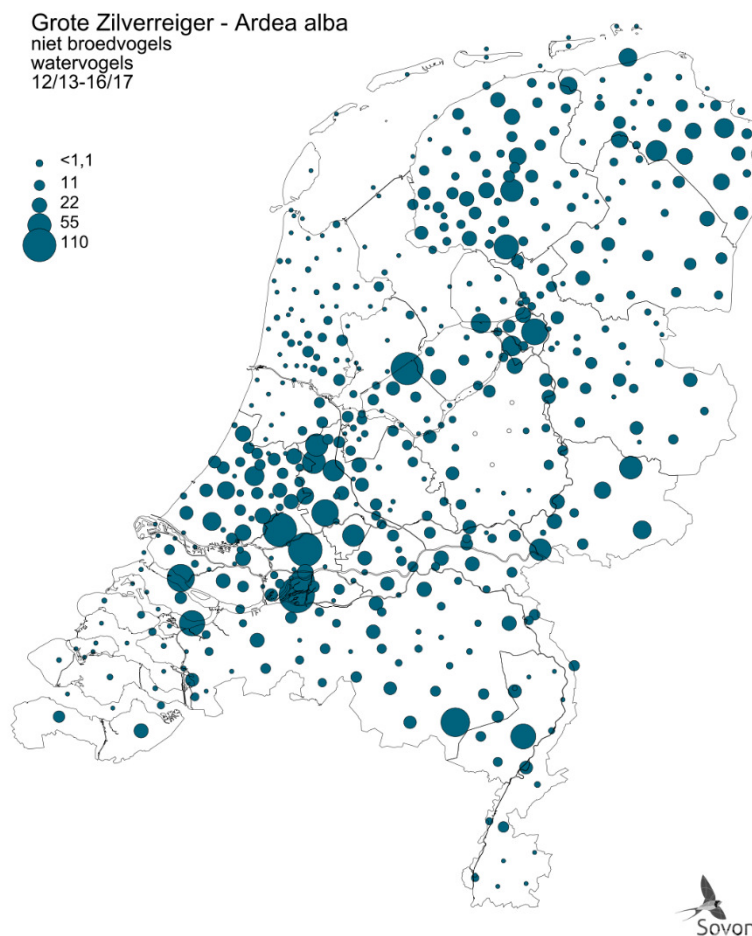 Grote Zilverreiger - Ardea alba
niet broedvogels
watervogels
12/13-16/17
<1,1
11
22
55
110
Sovon